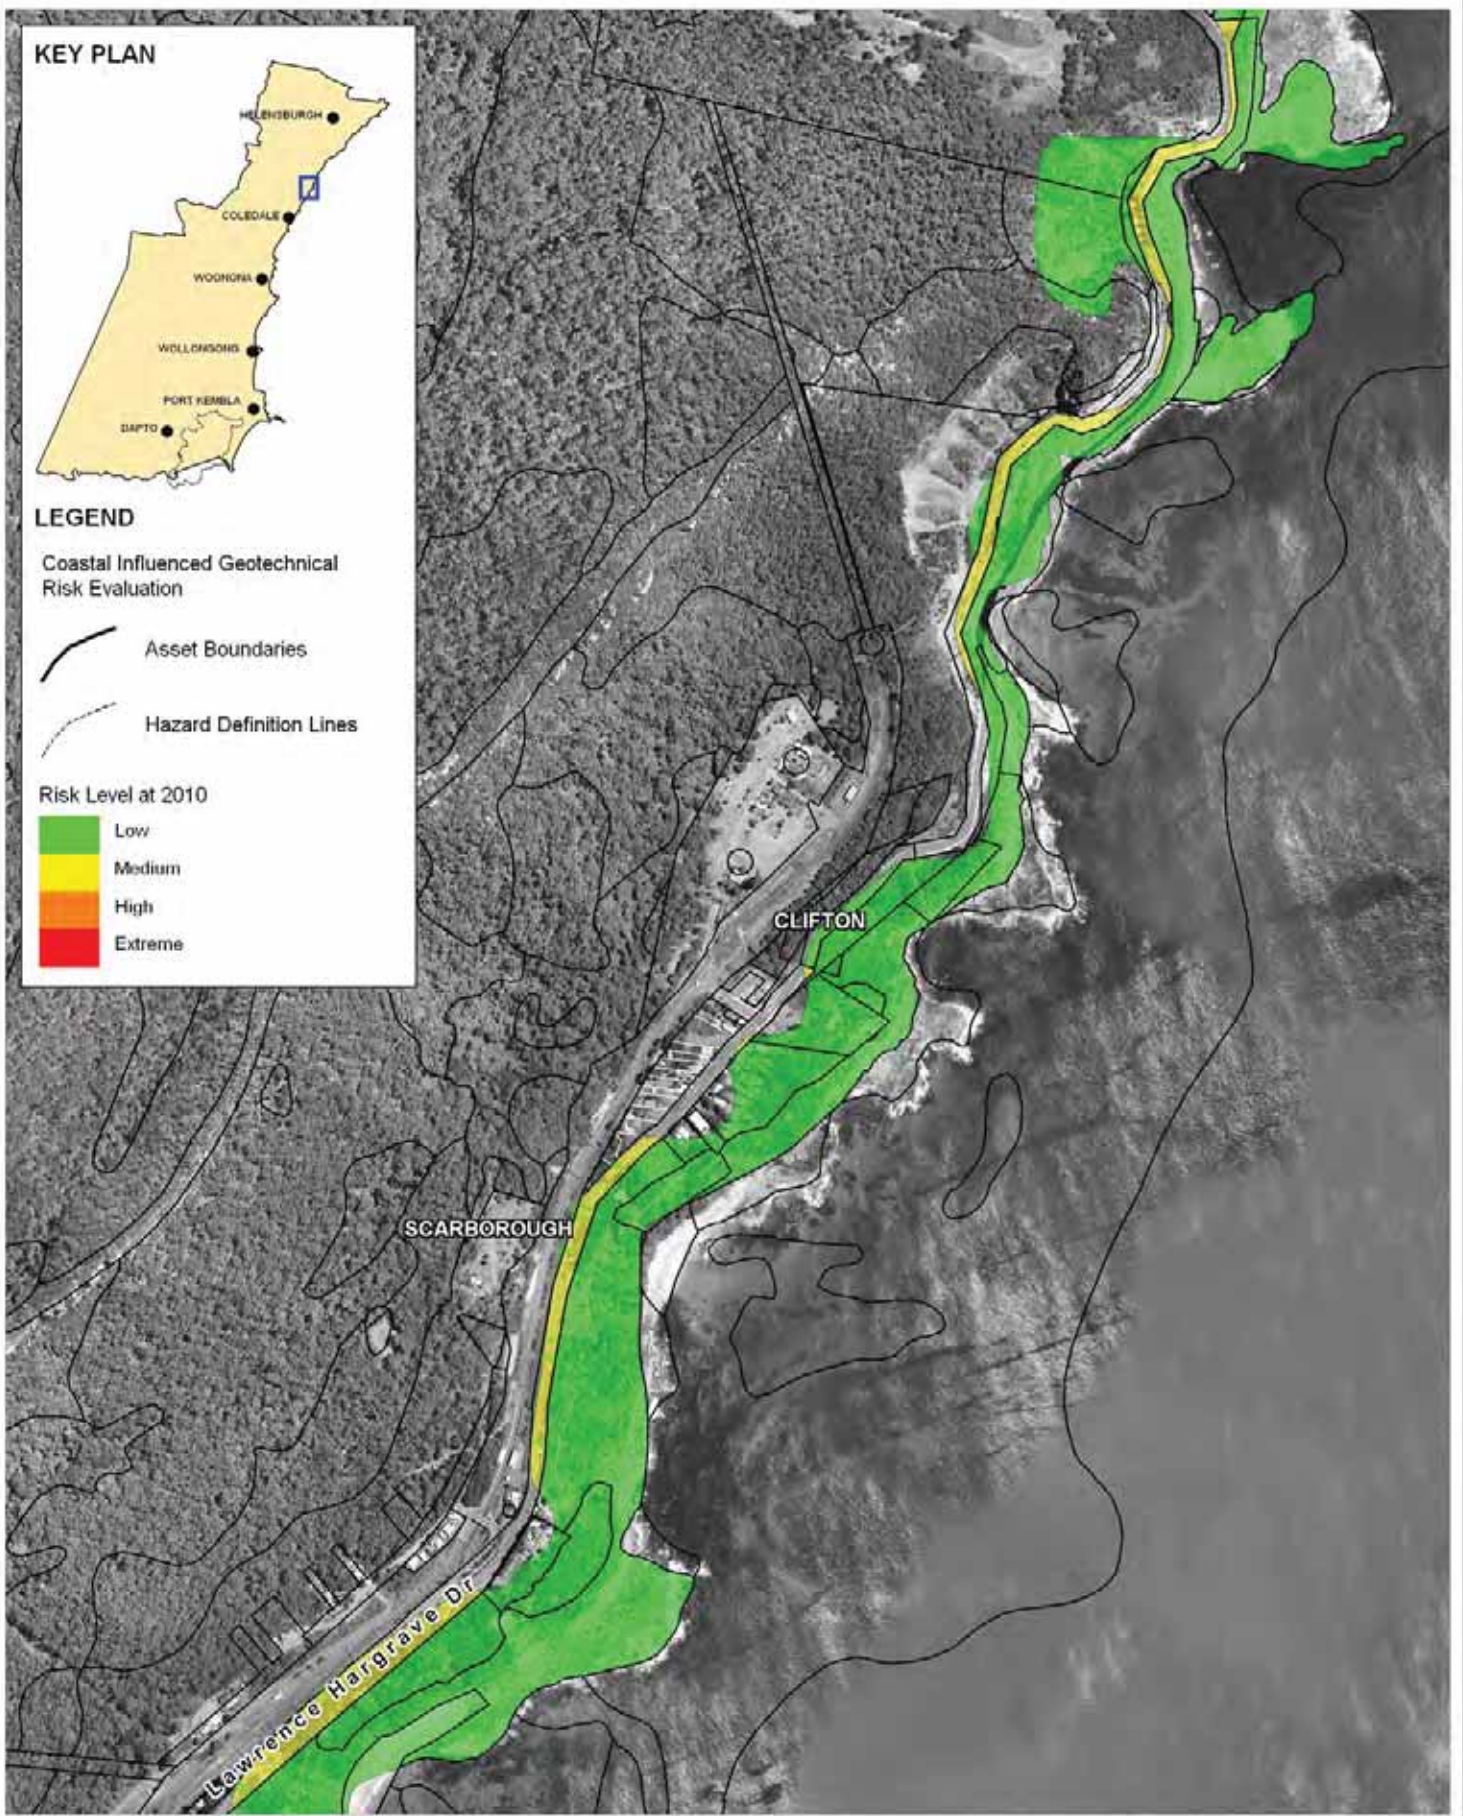 KEY PLAN
HELENSBURGH
COLEDALE
WOONONA
WOLLONGONG
PORT KEMBLA
DAPTO
LEGEND
Coastal Influenced Geotechnical
Risk Evaluation
Asset Boundaries
Hazard Definition Lines
Risk Level at 2010
Low
Medium
High
Extreme
CLIFTON
SCARBOROUGH
Lawrence Hargrave Dr